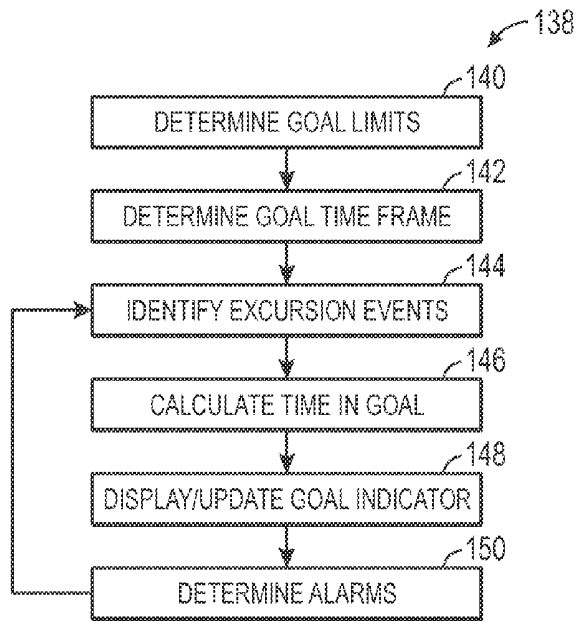 138
140
DETERMINE GOAL LIMITS
142
DETERMINE GOAL TIME FRAME
144
IDENTIFY EXCURSION EVENTS
146
CALCULATE TIME IN GOAL
148
DISPLAY/UPDATE GOAL INDICATOR
150
DETERMINE ALARMS